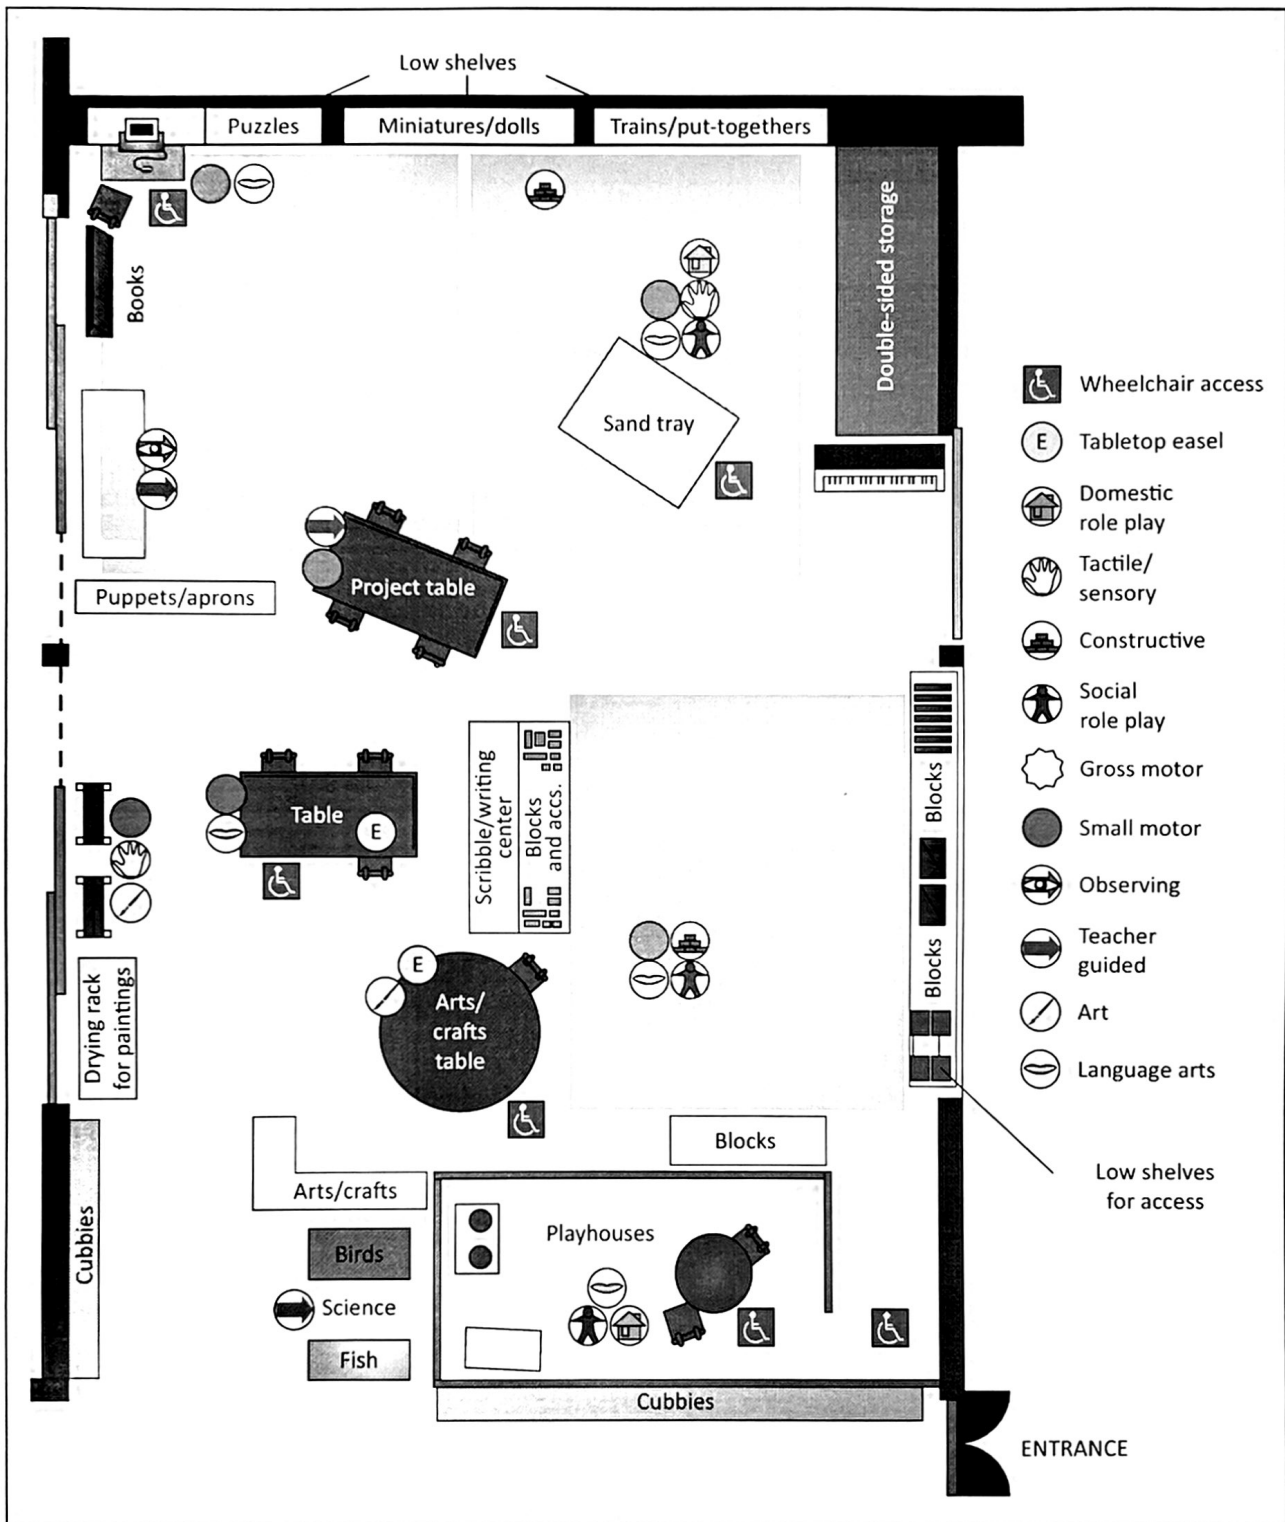 Low shelves
Puzzles
Miniatures/dolls
Trains/put-togethers
Books
Double-sided storage
Sand tray
Project table
Puppets/aprons
Wheelchair access
E
Tabletop easel
Domestic
role play
Tactile/
sensory
Constructive
Social
role play
Gross motor
Small motor
Observing
Teacher
guided
Art
Language arts
Scribble/writing
center
Blocks
and accs.
Blocks
Blocks
Table
E
E
Arts/
crafts
table
Drying rack
for paintings
Blocks
Low shelves
for access
Arts/crafts
Cubbies
Birds
Science
Fish
Playhouses
Cubbies
ENTRANCE